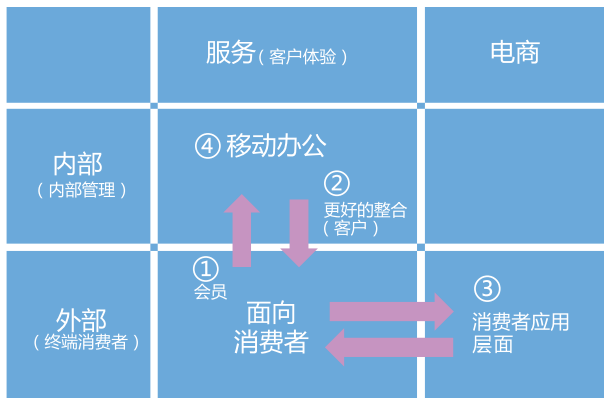 服务(客户体验)
电商
内部
(内部管理)
④移动办公
②
更好的整合
(客户)
外部
(终端消费者)
①
会员
面向
消费者
③
消费者应用
层面